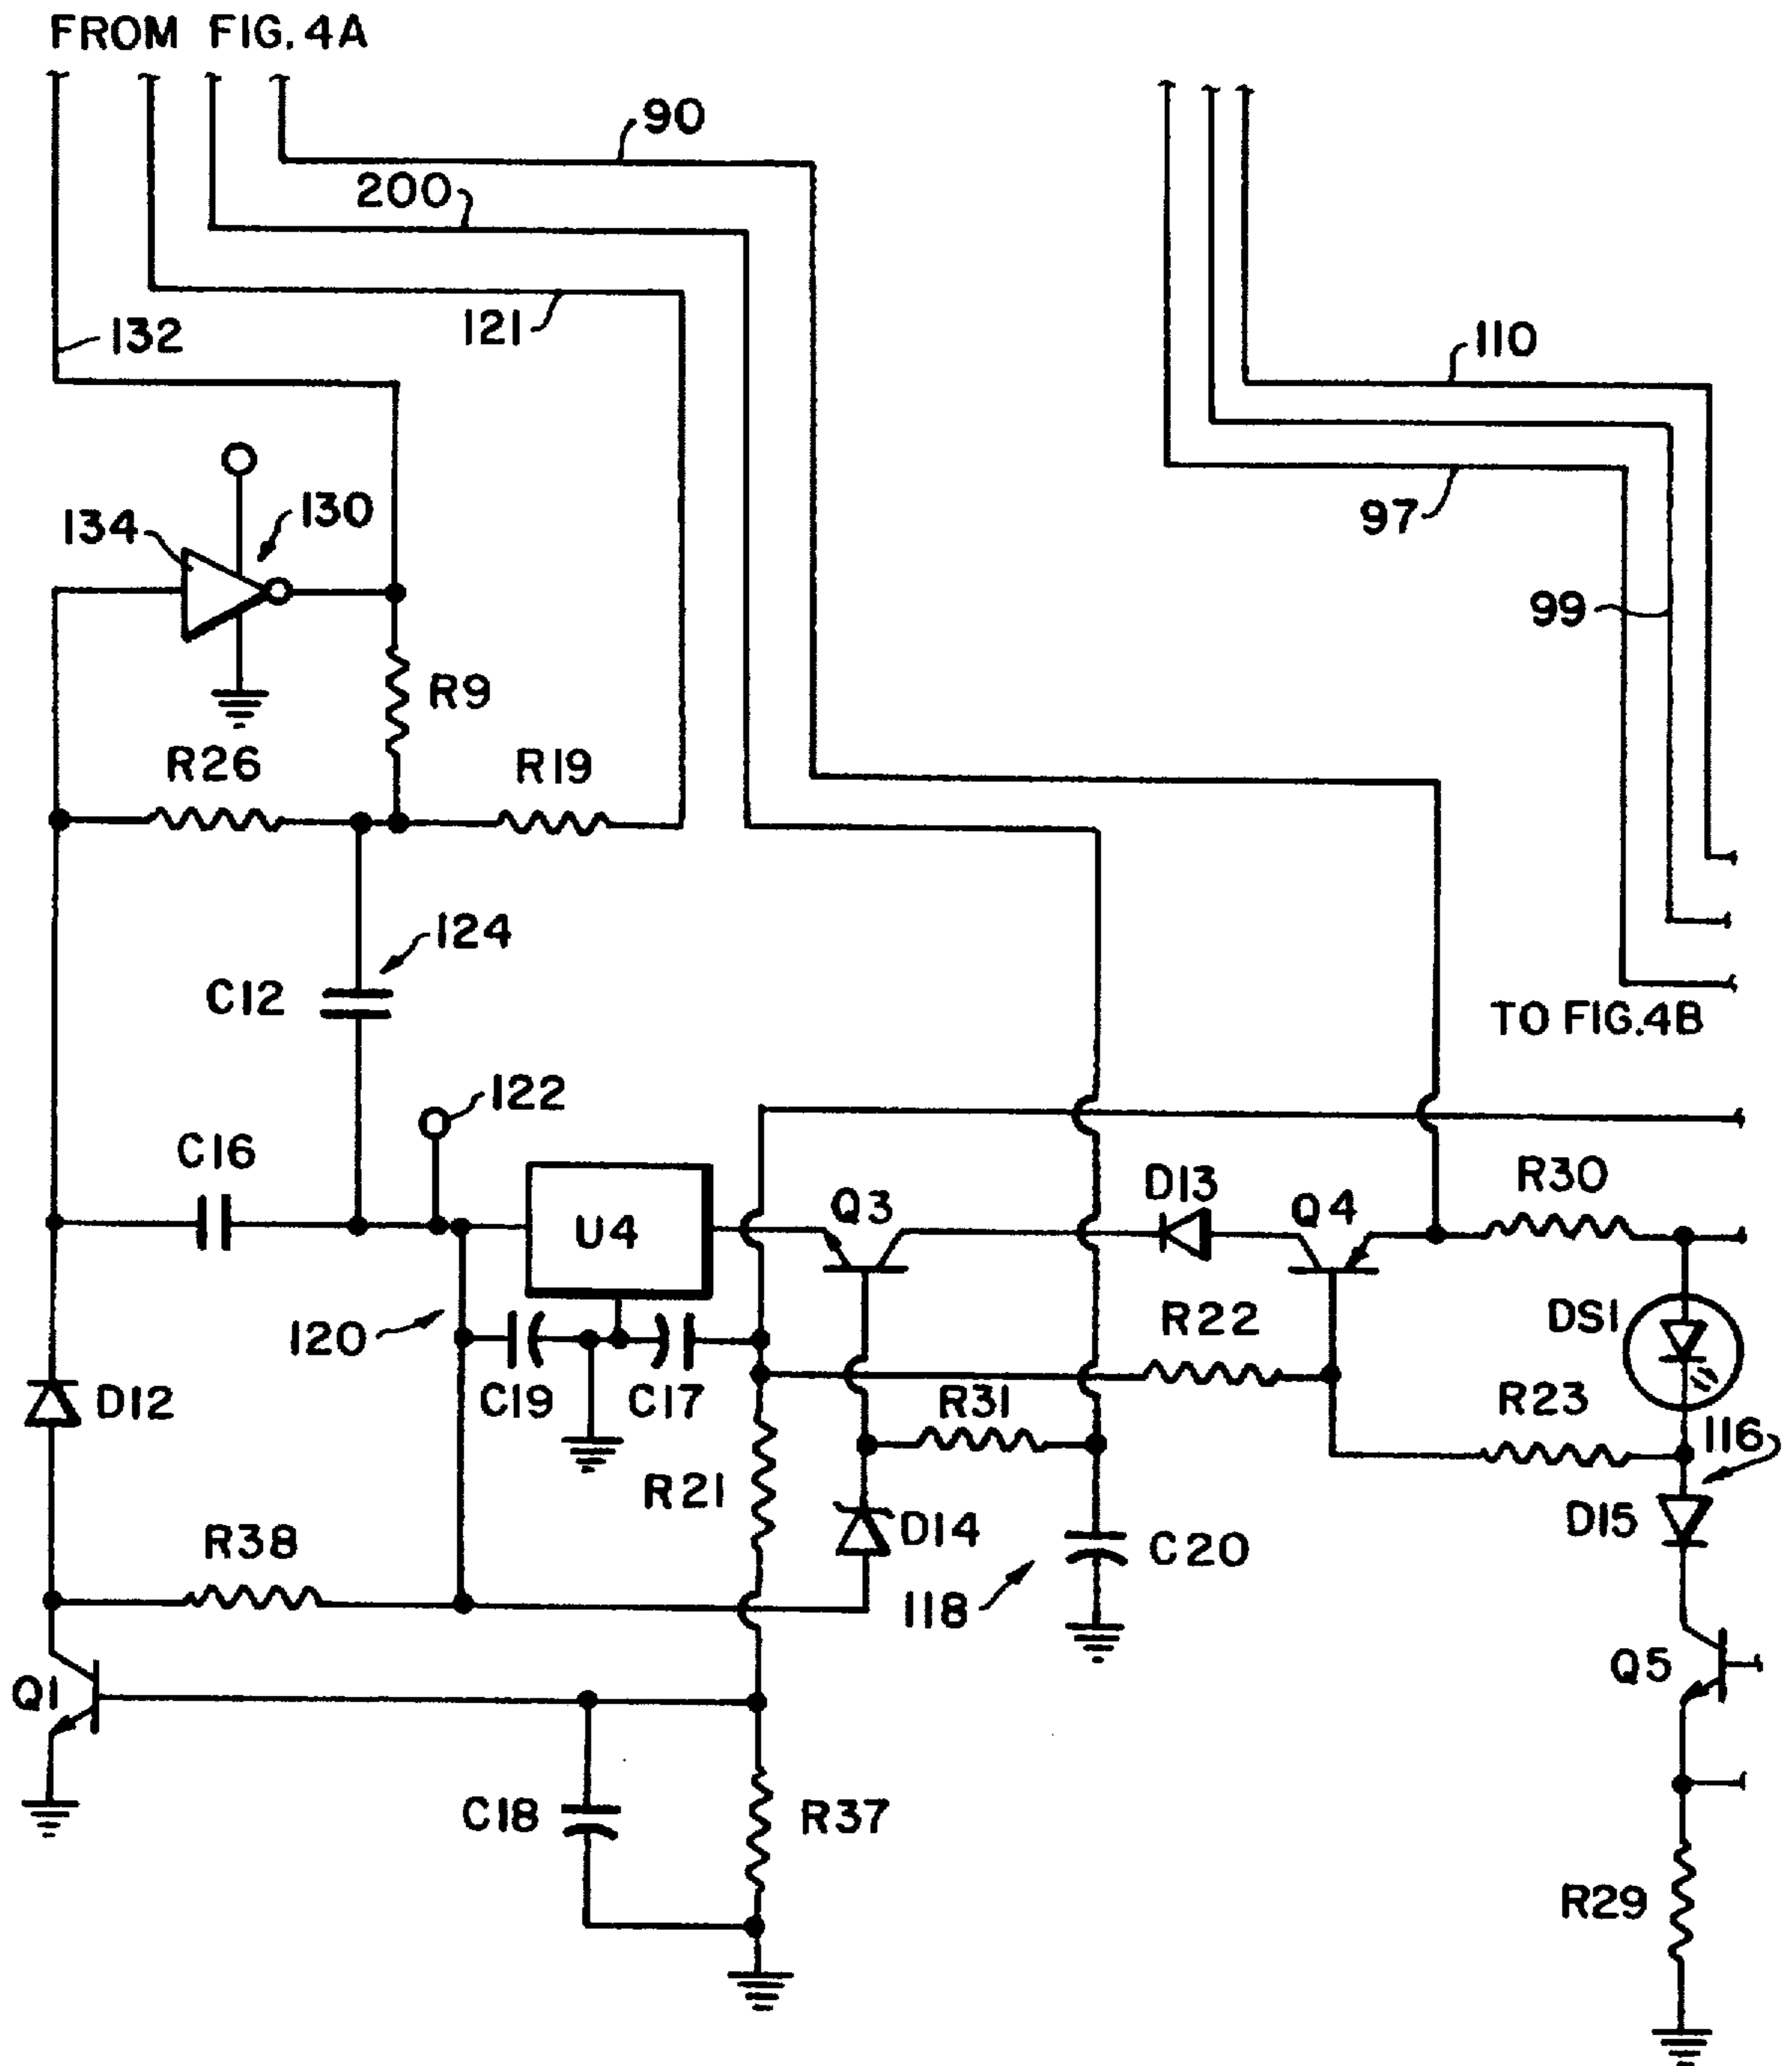 FROM FIG. 4A
90
200
121
132
110
97
134
130
99
R9
R26
R19
124
C12
TO FIG.4B
122
C16
U4
Q3
D13
Q4
R30
120
R22
DS1
D12
C19
C17
R31
R23
116
R21
D14
C20
D15
R38
118
Q1
Q5
C18
R37
R29